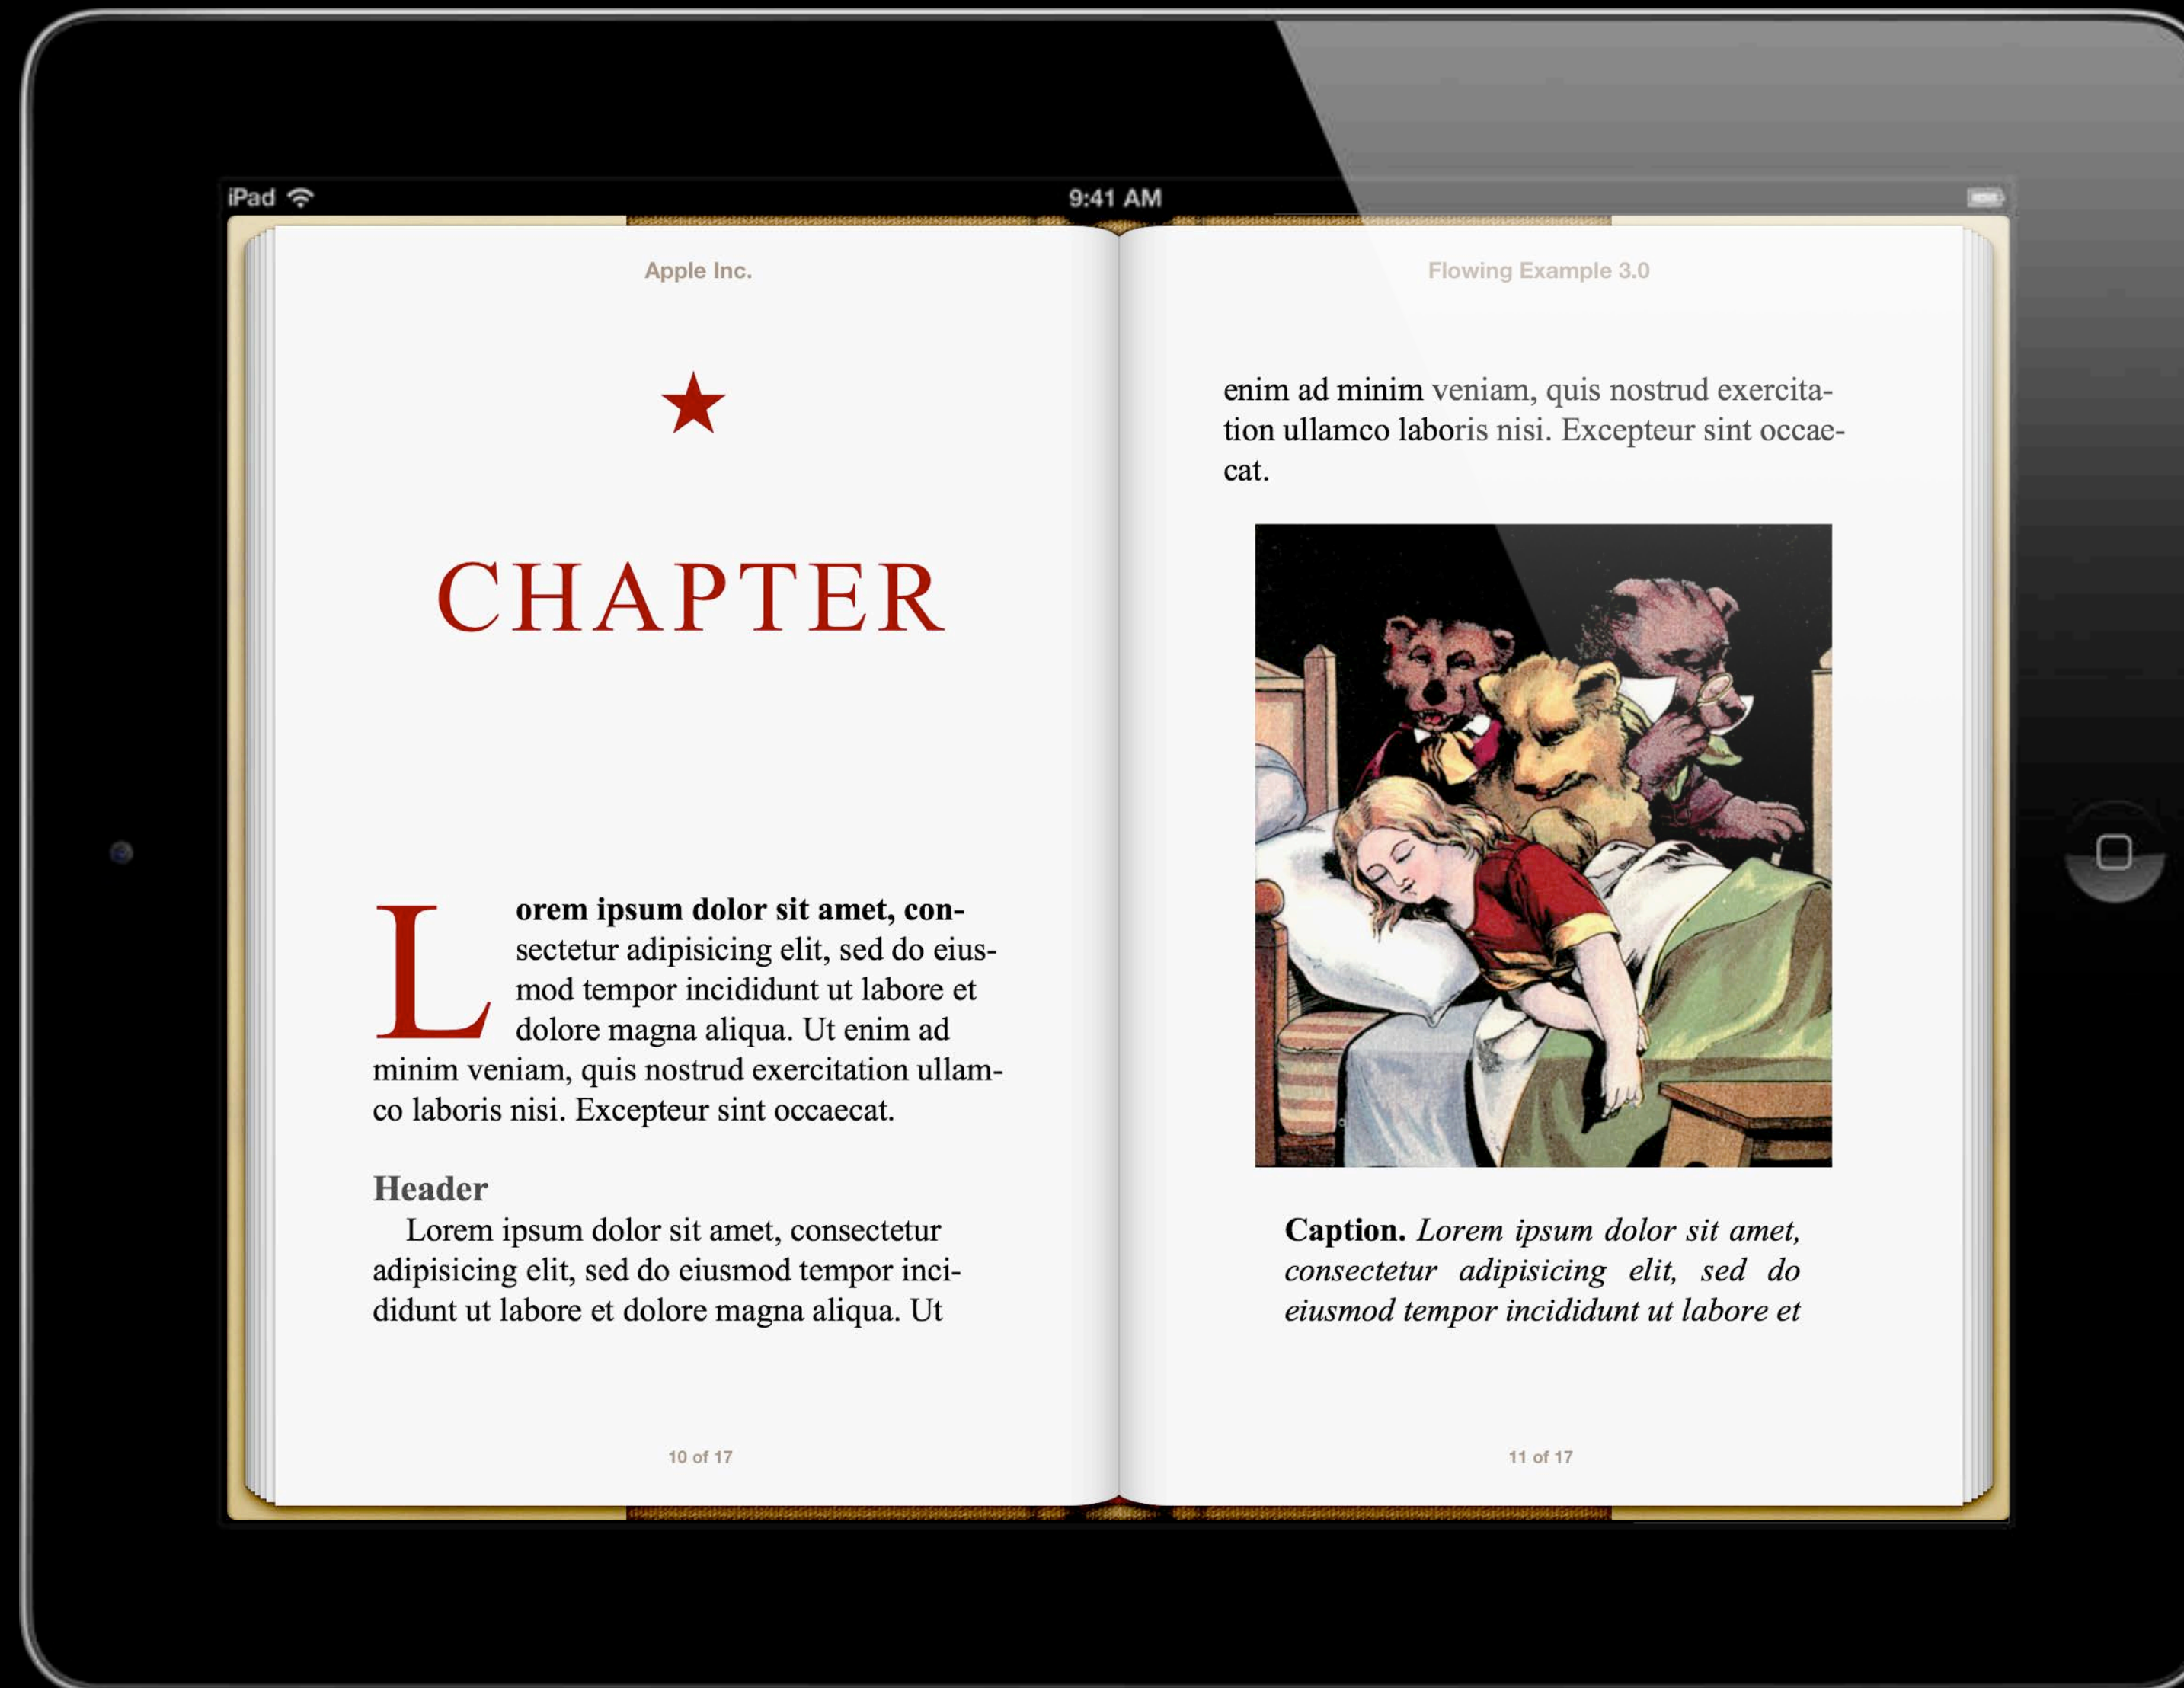 iPad
9:41 AM
Apple Inc.
CHAPTER
Lorem ipsum dolor sit amet, con-
sectetur adipisicing elit, sed do eius-
mod tempor incididunt ut labore et
dolore magna aliqua. Ut enim ad
minim veniam, quis nostrud exercitation ullam-
co laboris nisi. Excepteur sint occaecat.
Header
Lorem ipsum dolor sit amet, consectetur
adipisicing elit, sed do eiusmod tempor inci-
didunt ut labore et dolore magna aliqua. Ut
10 of 17
Flowing Example 3.0
enim ad minim veniam, quis nostrud exercita-
tion ullamco laboris nisi. Excepteur sint occae-
cat.
Caption. Lorem ipsum dolor sit amet,
consectetur adipisicing elit, sed do
eiusmod tempor incididunt ut labore et
11 of 17